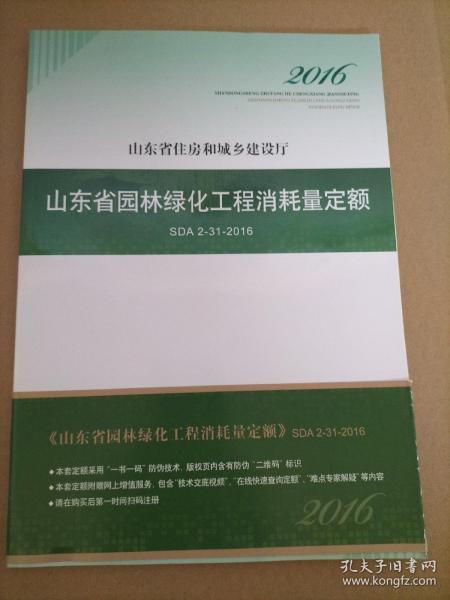 2016
SHANDONGSHENG ZHUFANG HE CHENGXIANG JIANSHETING
山东省住房和城乡建设厅
山东省园林绿化工程消耗量定额
SDA 2-31-2016
《山东省园林绿化工程消耗量定额》SDA 2-31-2016
◆本套定额采用“一书一码”防伪技术,版权页内含有防伪“二维码”标识
◆本套定额附赠网上增值服务,包含“技术交底视频”,“在线快速查询定额”,“难点专家解疑”等内容
◆请在购买后第一时间扫码注册
2016
孔夫子旧书网
www.kongfz.com